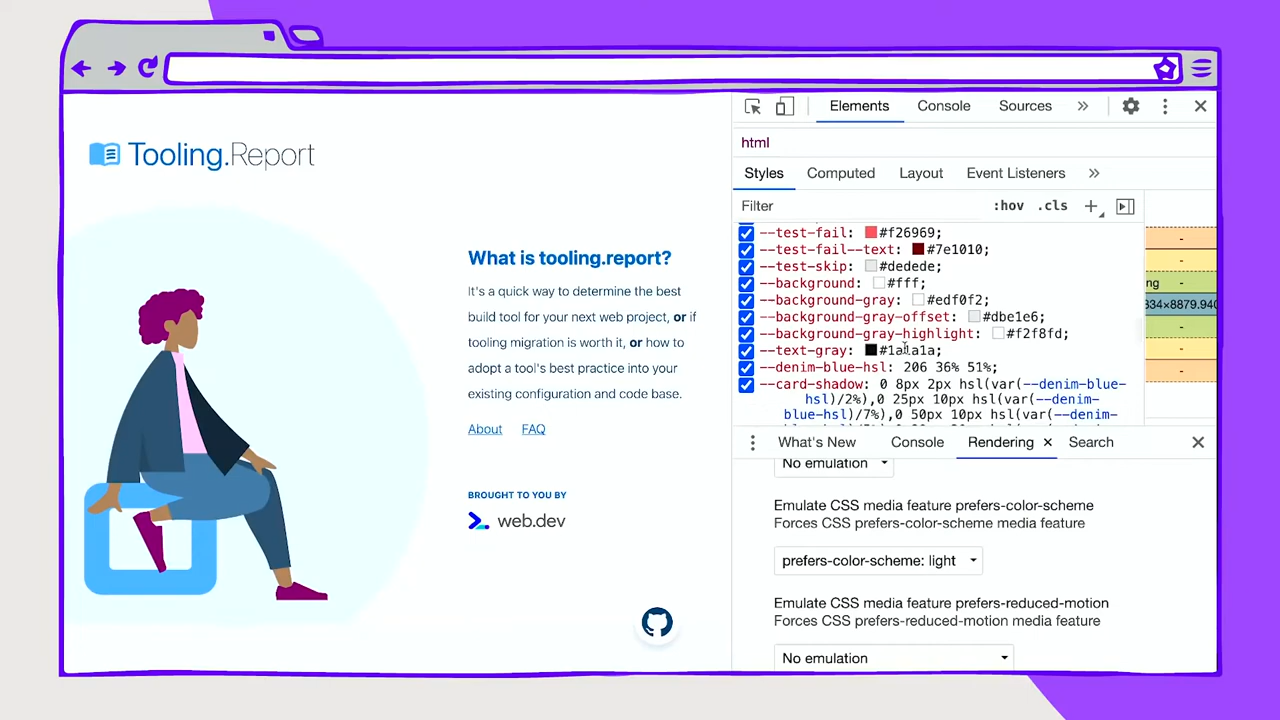 Tooling.Report
What is tooling.report?
It's a quick way to determine the best
build tool for your next web project, or if
tooling migration is worth it, or how to
adopt a tool's best practice into your
existing configuration and code base.
About FAQ
BROUGHT TO YOU BY
web.dev
Elements Console Sources »
html
Styles Computed Layout Event Listeners »
Filter :hov .cls +
--test-fail: #f26969;
--test-fail--text: #7e1010;
--test-skip: #dedede;
--background: #fff;
--background-gray: #edf0f2;
--background-gray-offset: #dbe1e6;
--background-gray-highlight: #f2f8fd;
--text-gray: #1a1a1a;
--denim-blue-hsl: 206 36% 51%;
--card-shadow: 0 8px 2px hsl(var(--denim-blue-
hsl)/2%),0 25px 10px hsl(var(--denim-
blue-hsl)/7%),0 50px 10px hsl(var(--denim-
-
-
ng -
334×8879.940
-
-
-
What's New Console Rendering × Search
No emulation
Emulate CSS media feature prefers-color-scheme
Forces CSS prefers-color-scheme media feature
prefers-color-scheme: light
Emulate CSS media feature prefers-reduced-motion
Forces CSS prefers-reduced-motion media feature
No emulation